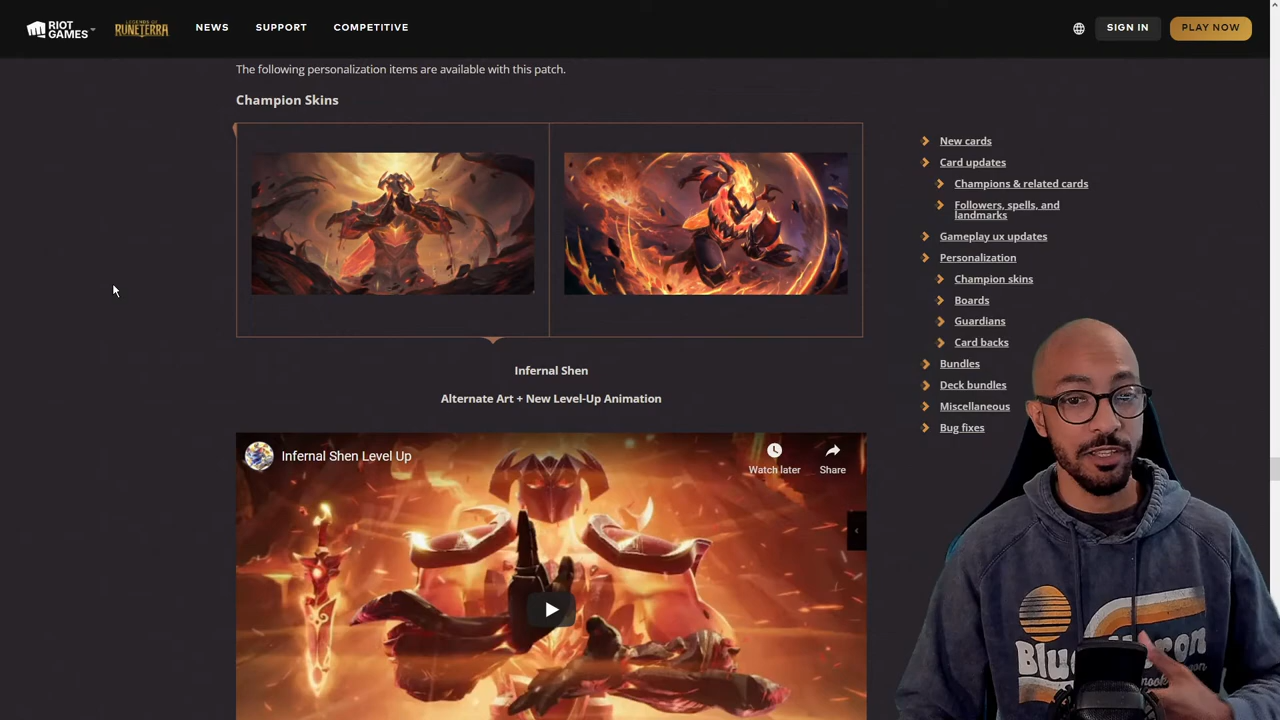 RIOT GAMES
LEGENDS OF RUNETERRA
NEWS
SUPPORT
COMPETITIVE
SIGN IN
PLAY NOW
The following personalization items are available with this patch.
Champion Skins
Infernal Shen
Alternate Art + New Level-Up Animation
Infernal Shen Level Up
Watch later
Share
New cards
Card updates
Champions & related cards
Followers, spells, and
landmarks
Gameplay ux updates
Personalization
Champion skins
Boards
Guardians
Card backs
Bundles
Deck bundles
Miscellaneous
Bug fixes